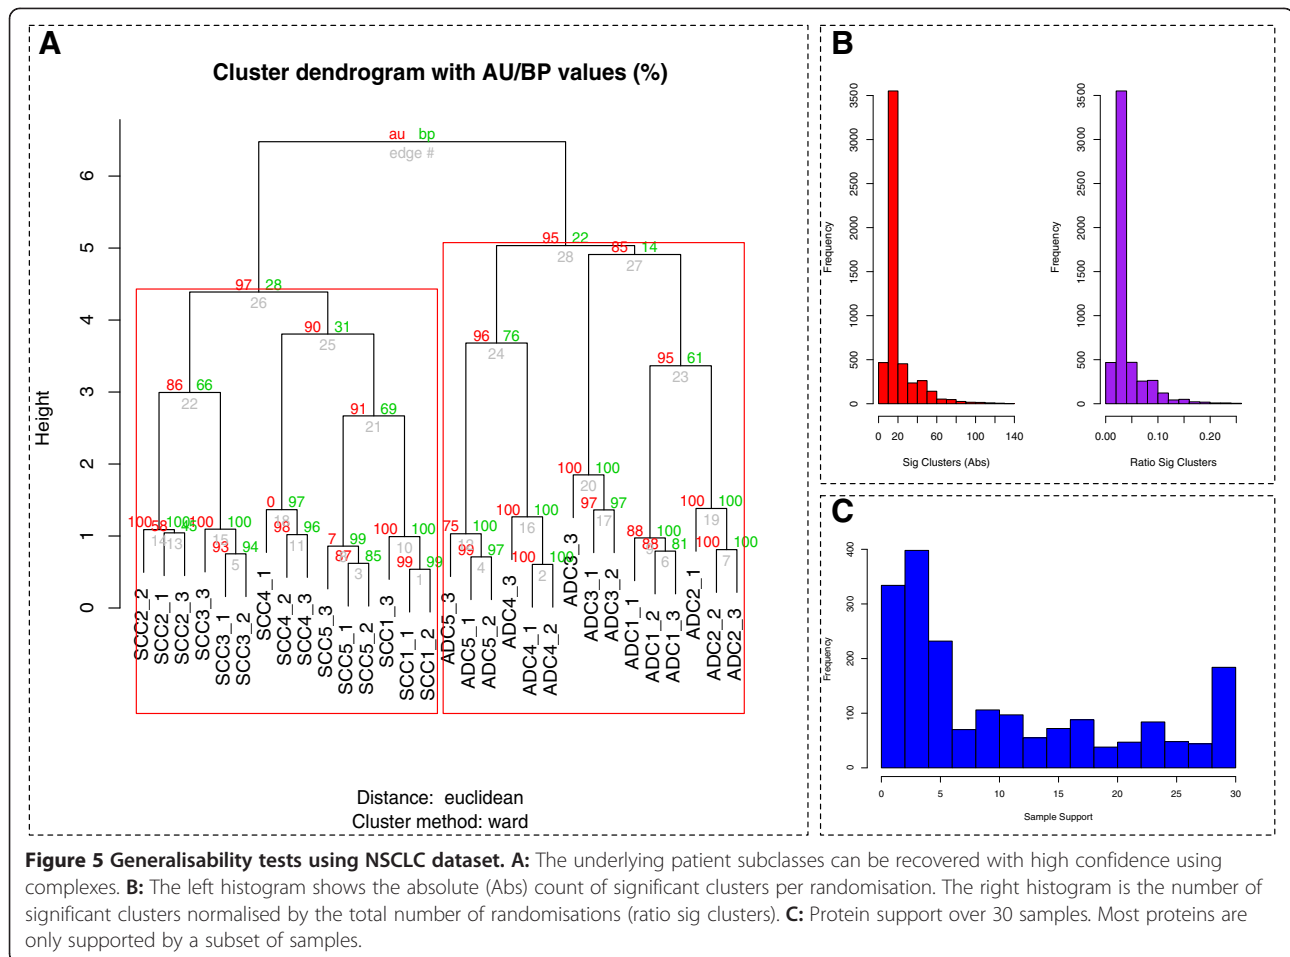 A
Cluster dendrogram with AU/BP values (%)
au bp
edge #
Height
6
5
4
3
2
1
0
95 22
28
85 14
27
97 28
26
90 31
25
96 76
24
95 61
23
86 66
22
91 69
21
100 100
20
100 100
19
0 97
18
97 97
17
100 100
16
100 100
15
100 100
14
58 45
13
75 100
98 96
11
100 100
10
88 100
7 99
100 100
7
88 81
6
93 94
5
99 97
4
87 85
3
100 100
2
99 99
1
SCC2_2
SCC2_1
SCC2_3
SCC3_3
SCC3_1
SCC3_2
SCC4_1
SCC4_2
SCC4_3
SCC5_3
SCC5_1
SCC5_2
SCC1_3
SCC1_1
SCC1_2
ADC5_3
ADC5_1
ADC5_2
ADC4_3
ADC4_1
ADC4_2
ADC3_3
ADC3_1
ADC3_2
ADC1_1
ADC1_2
ADC1_3
ADC2_1
ADC2_2
ADC2_3
Distance: euclidean
Cluster method: ward
B
Frequency
0 500 1000 1500 2000 2500 3000 3500
0 20 60 100 140
Sig Clusters (Abs)
Frequency
0 500 1000 1500 2000 2500 3000 3500
0.00 0.10 0.20
Ratio Sig Clusters
C
Frequency
0 100 200 300 400
0 5 10 15 20 25 30
Sample Support
Figure 5 Generalisability tests using NSCLC dataset. A: The underlying patient subclasses can be recovered with high confidence using
complexes. B: The left histogram shows the absolute (Abs) count of significant clusters per randomisation. The right histogram is the number of
significant clusters normalised by the total number of randomisations (ratio sig clusters). C: Protein support over 30 samples. Most proteins are
only supported by a subset of samples.